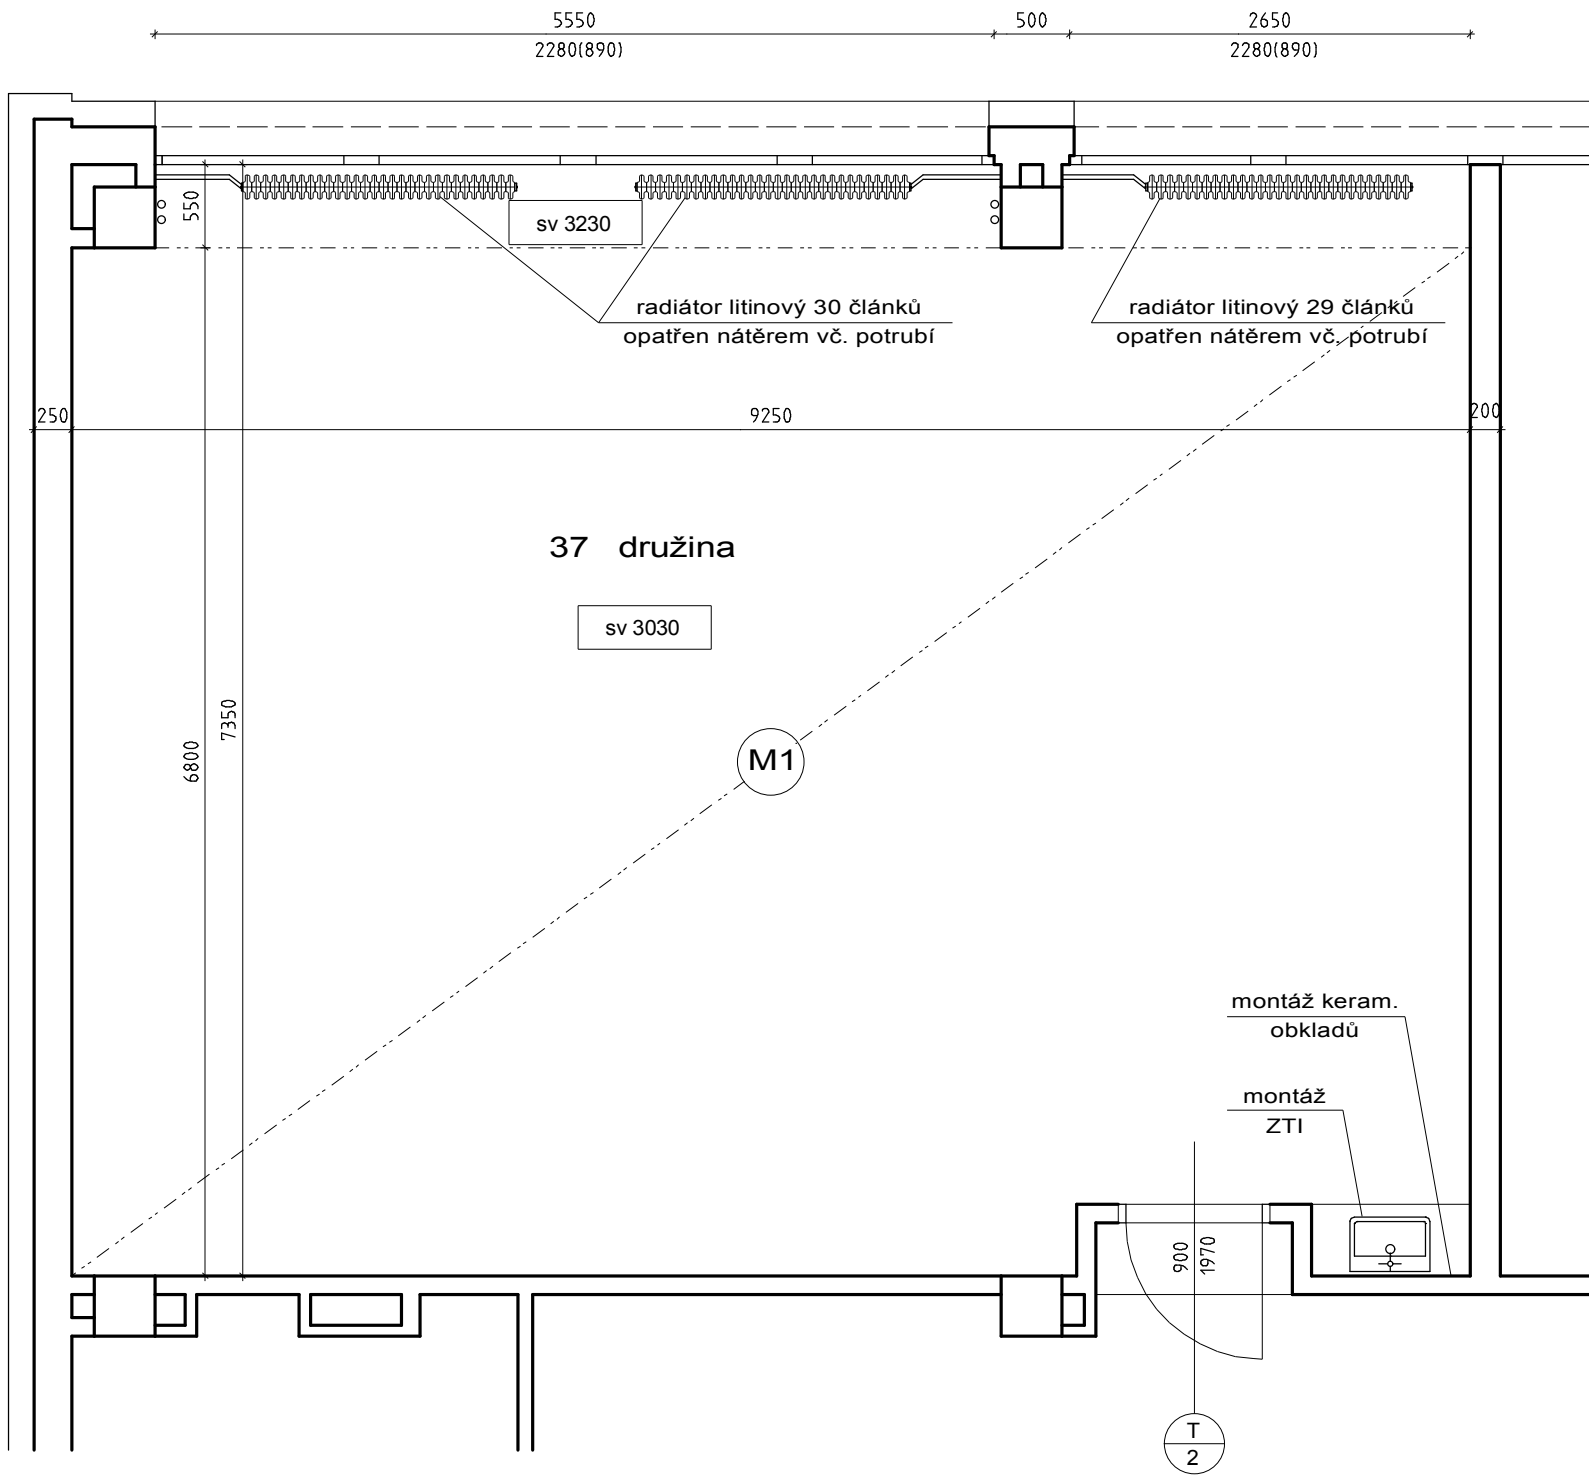 5550
500
2650
2280(890)
2280(890)
550
sv 3230
radiátor litinový 30 článků
opatřen nátěrem vč. potrubí
radiátor litinový 29 článků
opatřen nátěrem vč. potrubí
250
9250
200
37 družina
sv 3030
7350
6800
M1
montáž keram.
obkladů
montáž
ZTI
900
1970
T
2